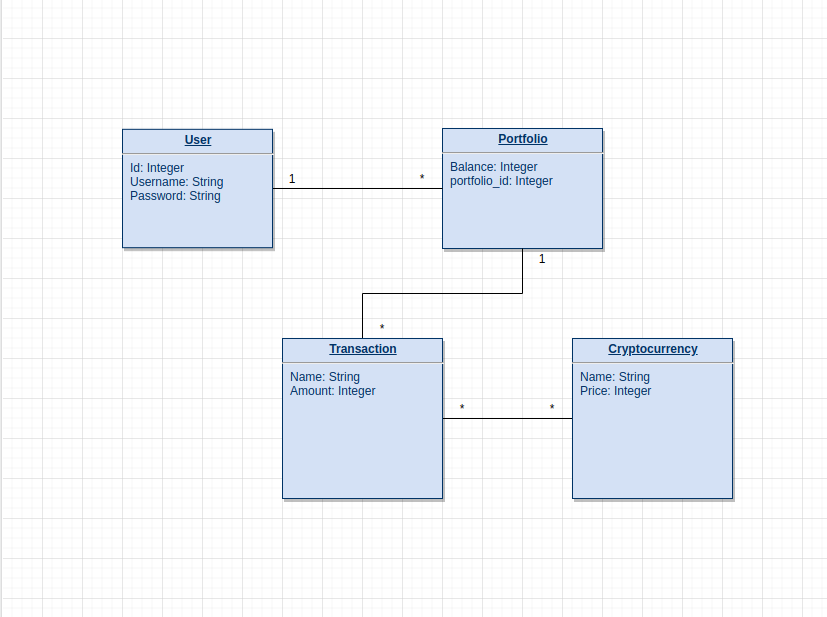 User
Id: Integer
Username: String
Password: String
1
*
Portfolio
Balance: Integer
portfolio_id: Integer
1
*
Transaction
Name: String
Amount: Integer
*
*
Cryptocurrency
Name: String
Price: Integer